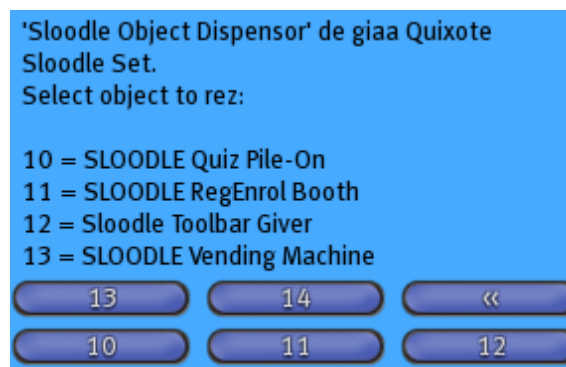 'Sloodle Object Dispensor' de giaa Quixote
Sloodle Set.
Select object to rez:
10 = SLOODLE Quiz Pile-On
11 = SLOODLE RegEnrol Booth
12 = Sloodle Toolbar Giver
13 = SLOODLE Vending Machine
13 14 «
10 11 12